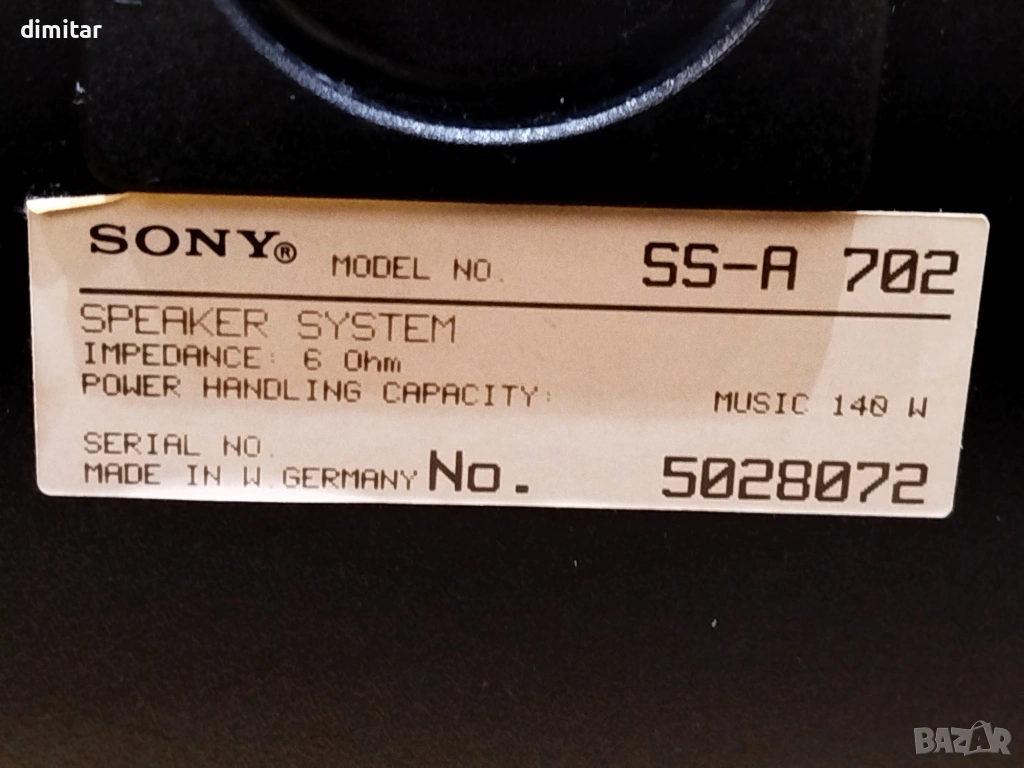 dimitar
SONY® MODEL NO. SS-A 702
SPEAKER SYSTEM
IMPEDANCE: 6 Ohm
POWER HANDLING CAPACITY: MUSIC 140 W
SERIAL NO.
MADE IN W.GERMANY No. 5028072
BAZAR